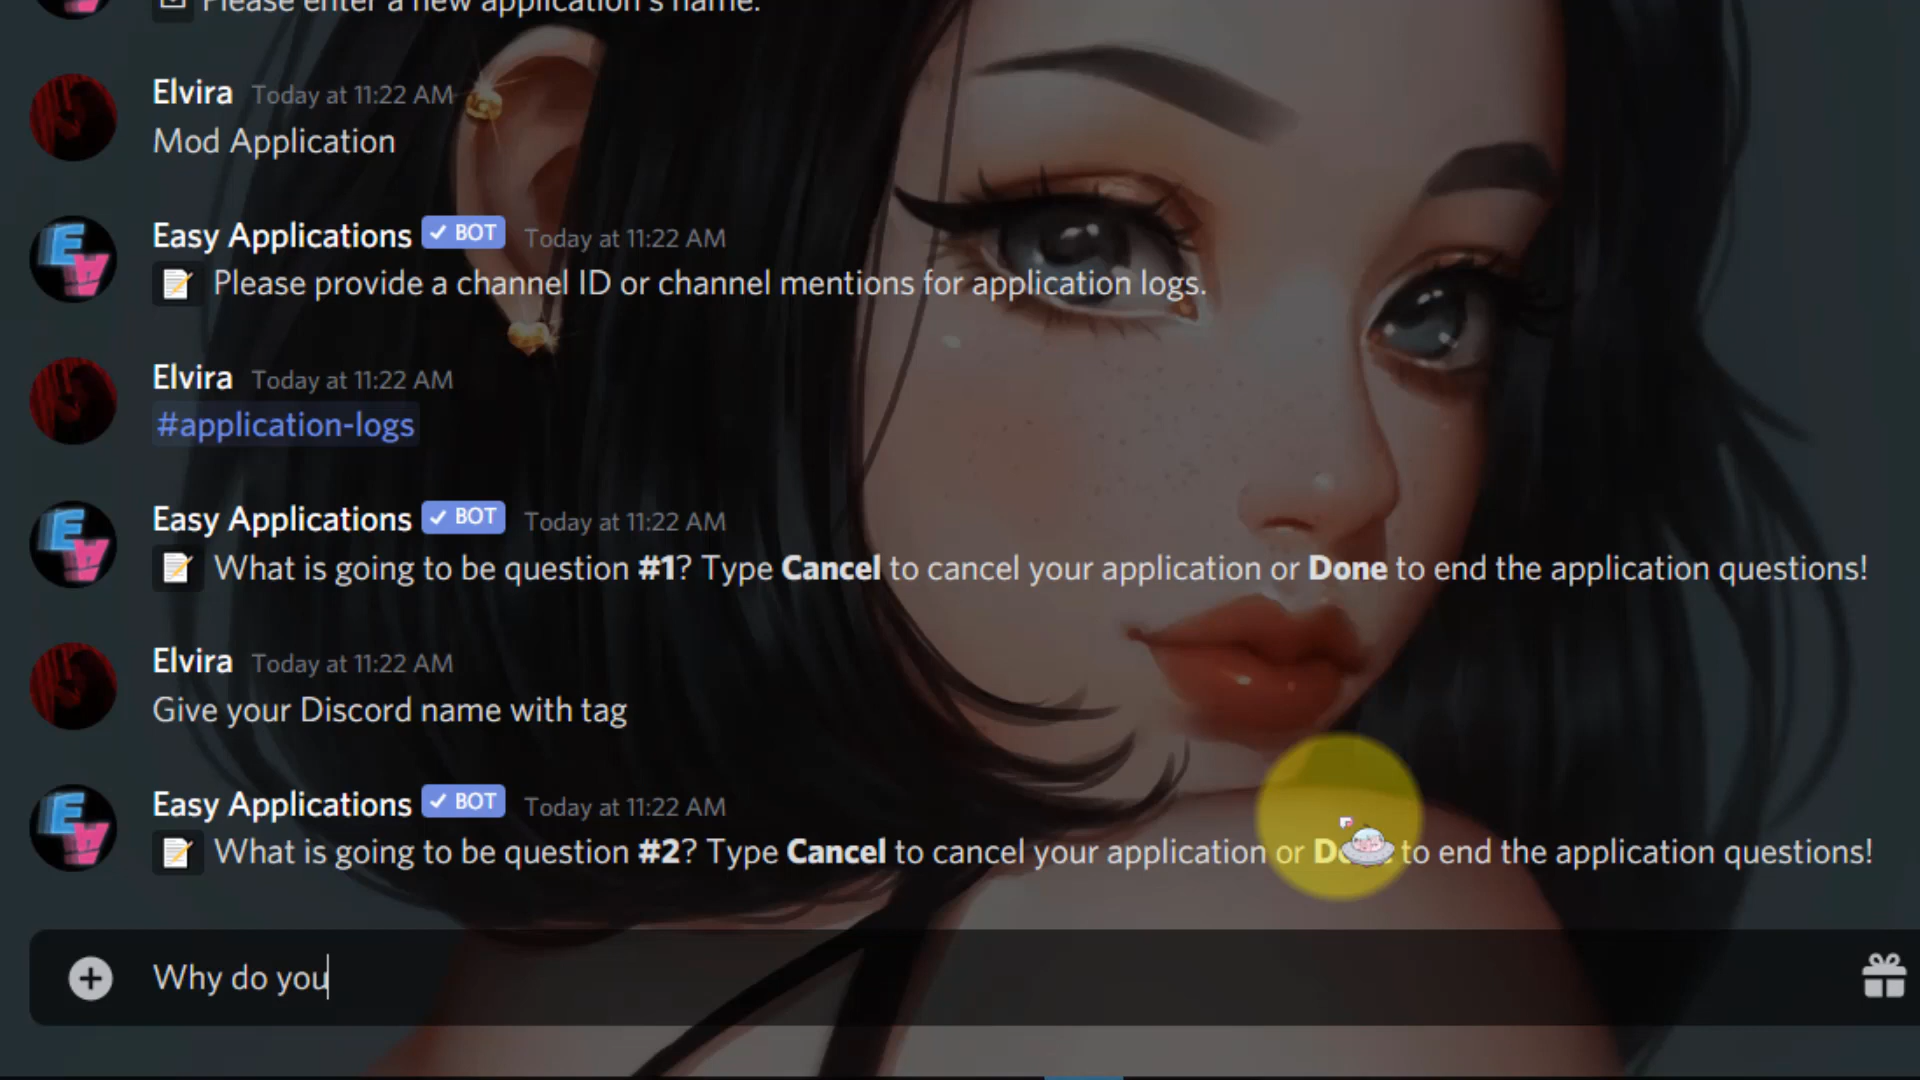 Please enter a new application's name.
Elvira Today at 11:22 AM
Mod Application
Easy Applications ✓ BOT Today at 11:22 AM
Please provide a channel ID or channel mentions for application logs.
Elvira Today at 11:22 AM
#application-logs
Easy Applications ✓ BOT Today at 11:22 AM
What is going to be question #1? Type Cancel to cancel your application or Done to end the application questions!
Elvira Today at 11:22 AM
Give your Discord name with tag
Easy Applications ✓ BOT Today at 11:22 AM
What is going to be question #2? Type Cancel to cancel your application or Done to end the application questions!
Why do you